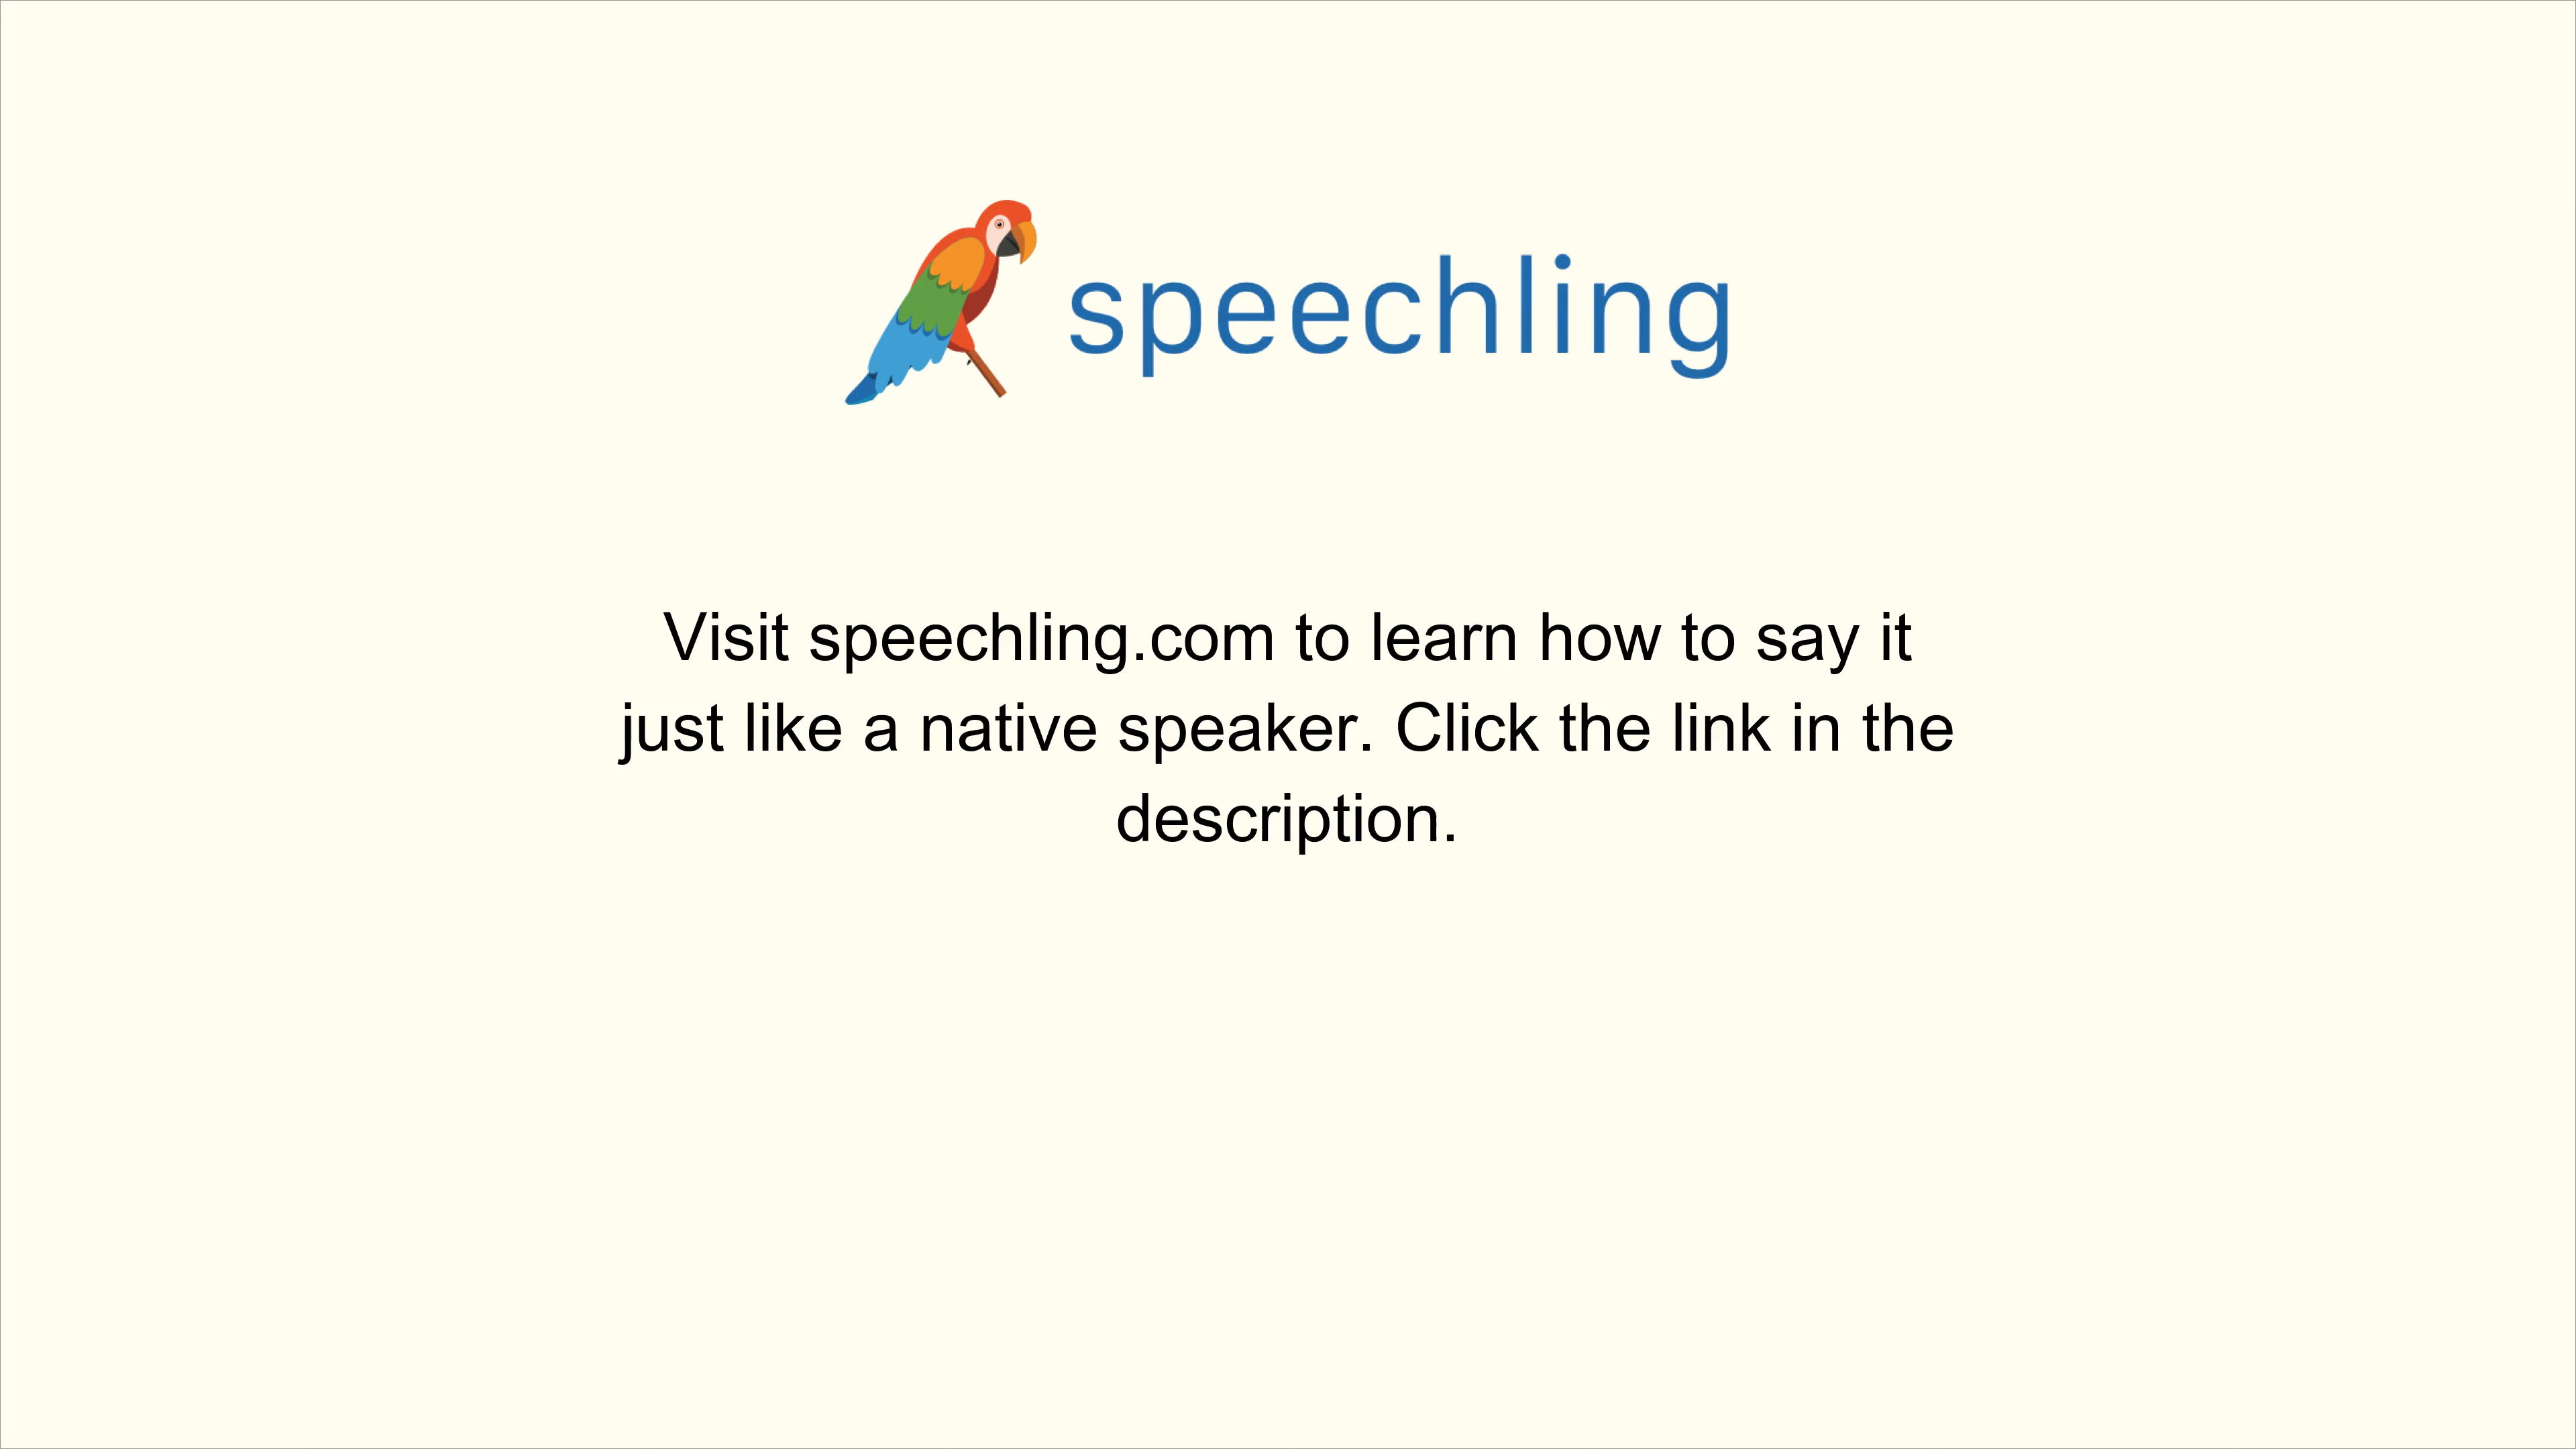 speechling
Visit speechling.com to learn how to say it
just like a native speaker. Click the link in the
description.